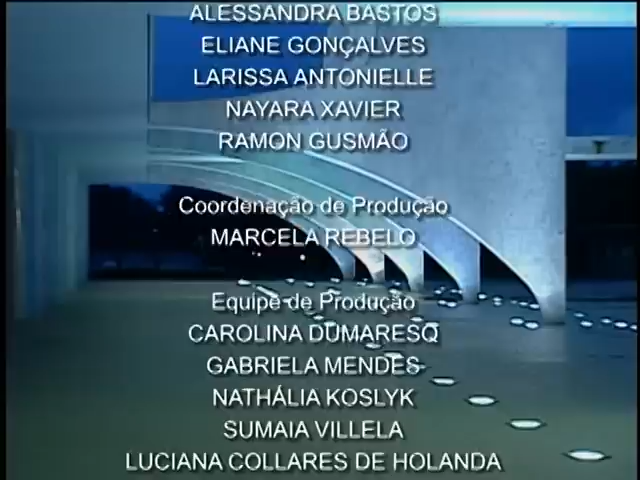 ALESSANDRA BASTOS
ELIANE GONÇALVES
LARISSA ANTONIELLE
NAYARA XAVIER
RAMON GUSMÃO
Coordenação de Produção
MARCELA REBELO
Equipe de Produção
CAROLINA DUMARESQ
GABRIELA MENDES
NATHÁLIA KOSLYK
SUMAIA VILLELA
LUCIANA COLLARES DE HOLANDA